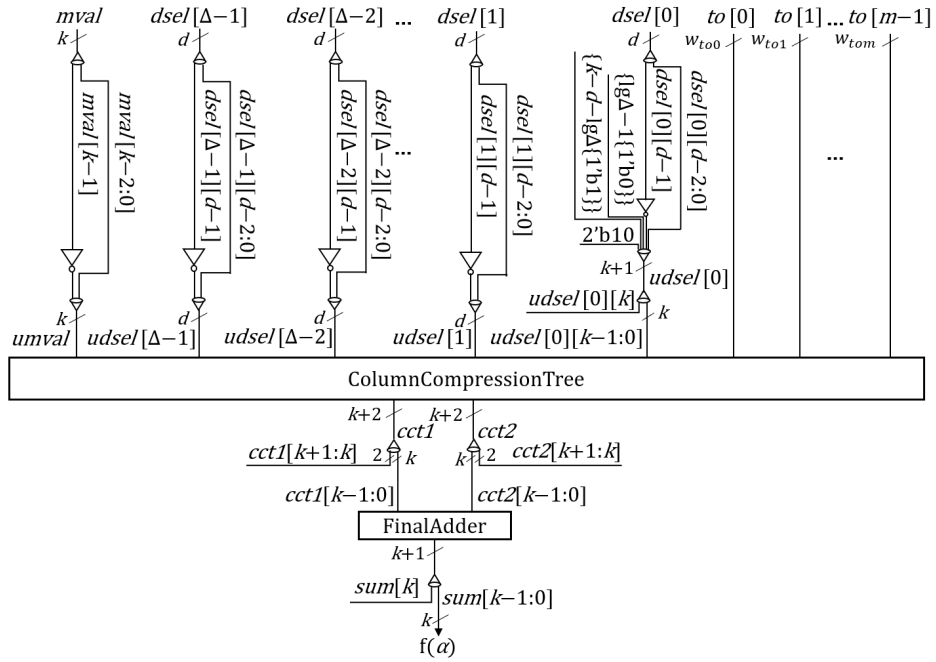 mval dsel[Δ−1] dsel[Δ−2] ... dsel[1] dsel[0] to[0] to[1] ... to[m−1]
k d d d d w_to0 w_to1 w_tom
mval[k−1]
mval[k−2:0]
dsel[Δ−1][d−1]
dsel[Δ−1][d−2:0]
dsel[Δ−2][d−1]
dsel[Δ−2][d−2:0]
...
dsel[1][d−1]
dsel[1][d−2:0]
{k−d−lgΔ{1'b1}}
{lgΔ−1{1'b0}}
dsel[0][d−1]
dsel[0][d−2:0]
...
2'b10
k+1
udsel[0]
udsel[0][k]
k d d d k
umval udsel[Δ−1] udsel[Δ−2] udsel[1] udsel[0][k−1:0]
ColumnCompressionTree
k+2 k+2
cct1 cct2
cct1[k+1:k] 2 k k 2 cct2[k+1:k]
cct1[k−1:0] cct2[k−1:0]
FinalAdder
k+1
sum[k]
sum[k−1:0]
k
f(α)